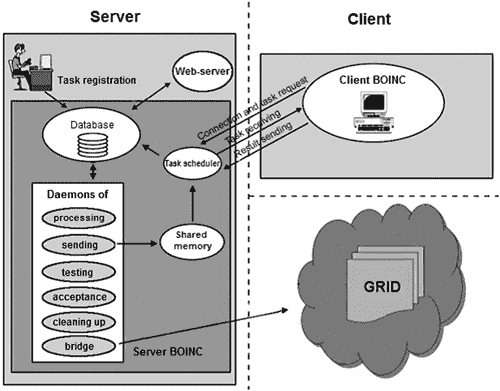 Server
Client
Task registration
Web-server
Client BOINC
Connection and task request
Task receiving
Result sending
Database
Task scheduler
Daemons of
processing
sending
testing
acceptance
cleaning up
bridge
Shared
memory
Server BOINC
GRID